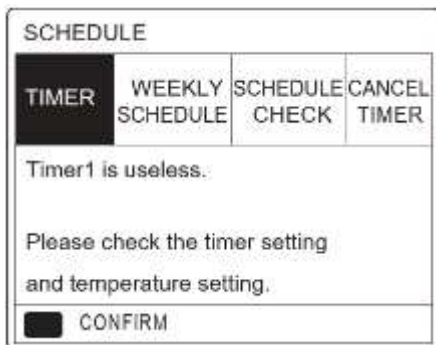 SCHEDULE
TIMER
WEEKLY SCHEDULE
SCHEDULE CHECK
CANCEL TIMER
Timer1 is useless.
Please check the timer setting
and temperature setting.
CONFIRM